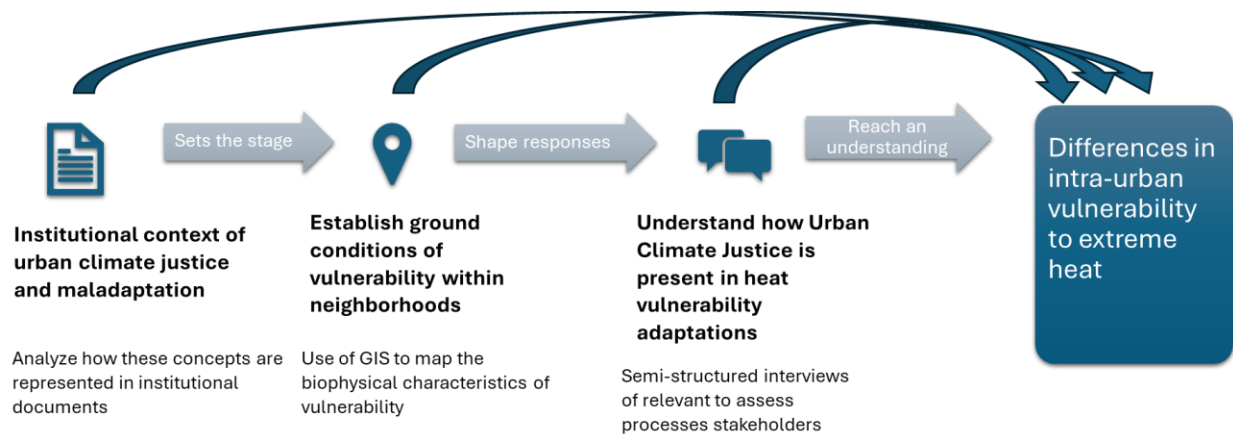 Sets the stage
Shape responses
Reach an
understanding
Differences in
intra-urban
vulnerability
to extreme
heat
Institutional context of
urban climate justice
and maladaptation
Establish ground
conditions of
vulnerability within
neighborhoods
Understand how Urban
Climate Justice is
present in heat
vulnerability
adaptations
Analyze how these concepts are
represented in institutional
documents
Use of GIS to map the
biophysical characteristics of
vulnerability
Semi-structured interviews
of relevant to assess
processes stakeholders